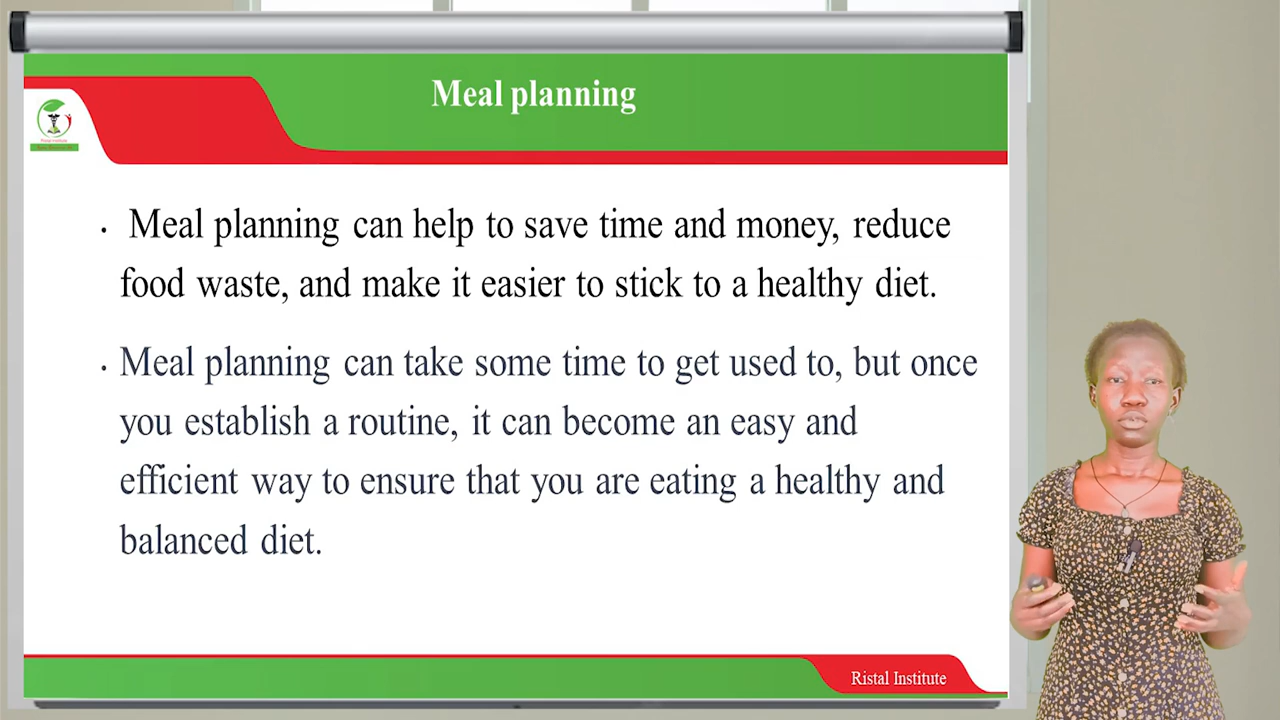 Meal planning
• Meal planning can help to save time and money, reduce
food waste, and make it easier to stick to a healthy diet.
• Meal planning can take some time to get used to, but once
you establish a routine, it can become an easy and
efficient way to ensure that you are eating a healthy and
balanced diet.
Ristal Institute